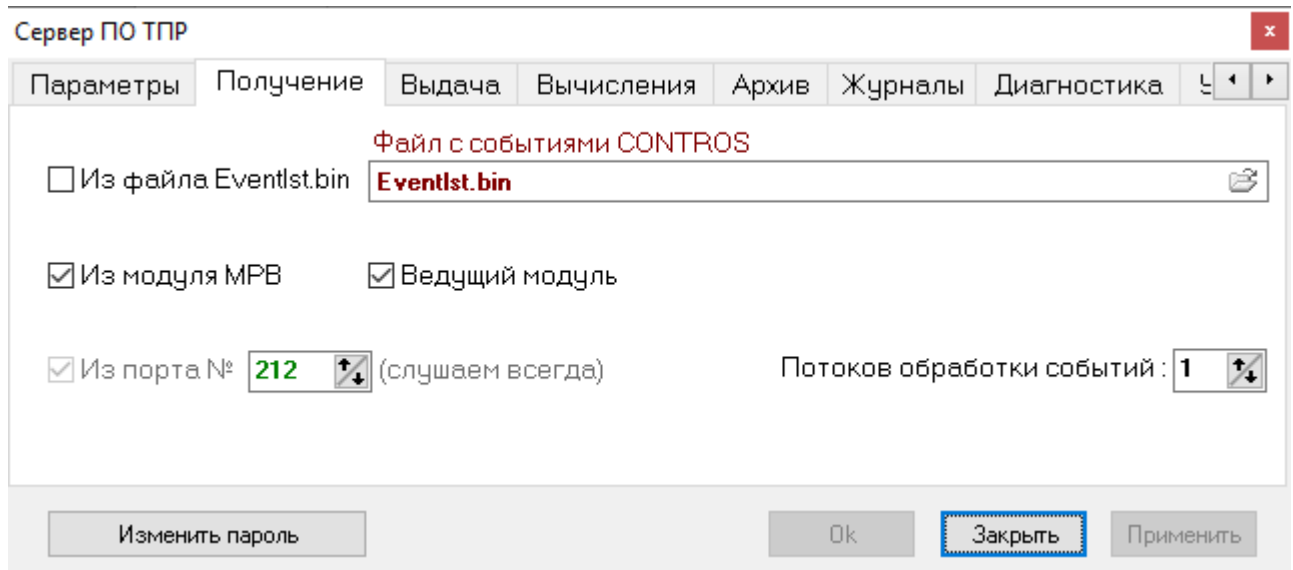 Сервер ПО ТПР
Параметры Получение Выдача Вычисления Архив Журналы Диагностика
Файл с событиями CONTROS
Из файла Eventlst.bin Eventlst.bin
Из модуля МРВ Ведущий модуль
Из порта № 212 (слушаем всегда) Потоков обработки событий : 1
Изменить пароль Ok Закрыть Применить